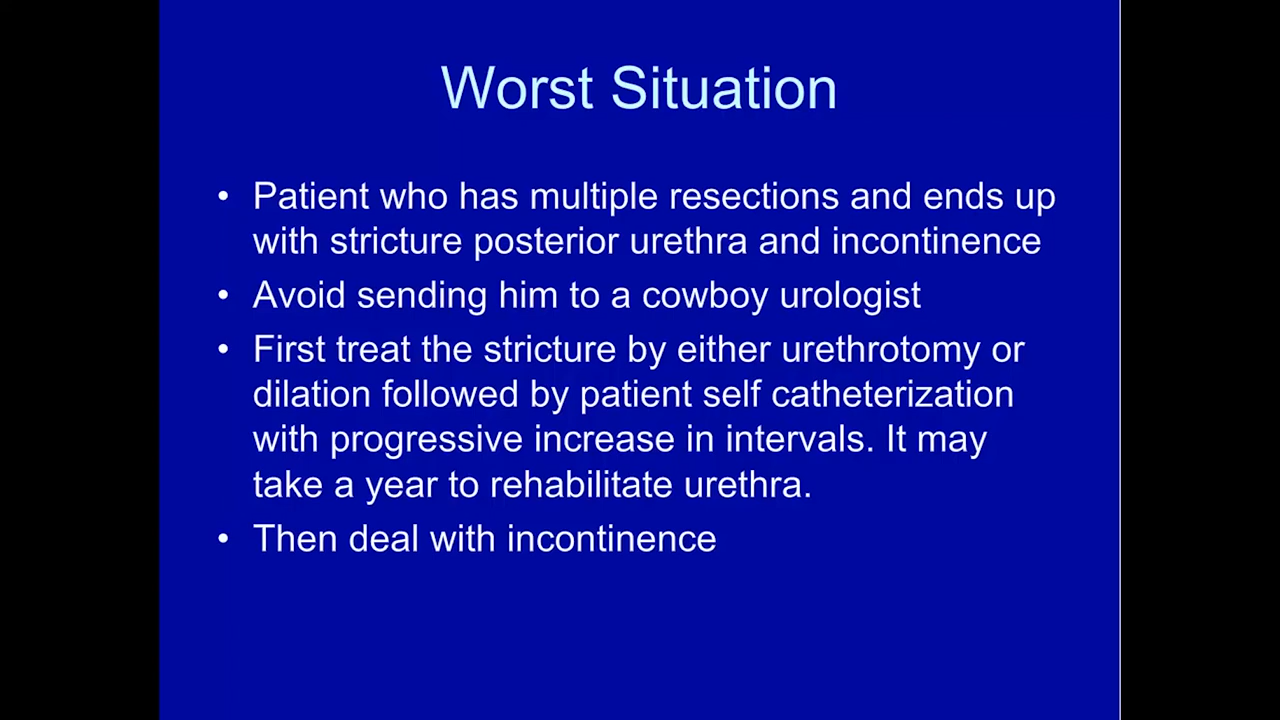 Worst Situation
• Patient who has multiple resections and ends up
with stricture posterior urethra and incontinence
• Avoid sending him to a cowboy urologist
• First treat the stricture by either urethrotomy or
dilation followed by patient self catheterization
with progressive increase in intervals. It may
take a year to rehabilitate urethra.
• Then deal with incontinence